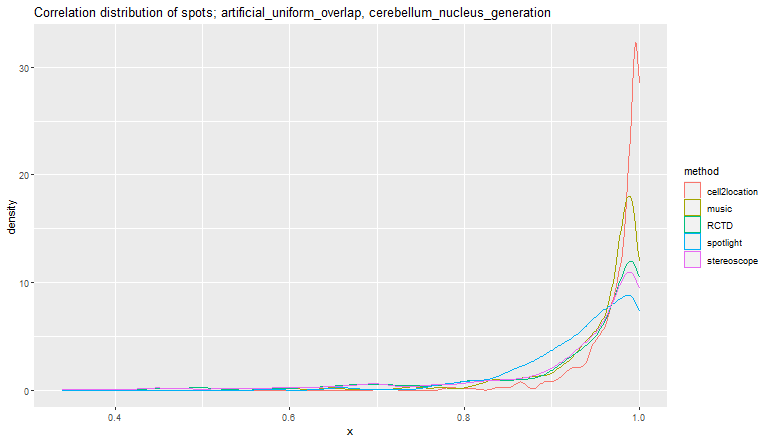 Correlation distribution of spots; artificial_uniform_overlap, cerebellum_nucleus_generation
30
20
10
0
density
0.4
0.6
0.8
1.0
x
method
cell2location
music
RCTD
spotlight
stereoscope